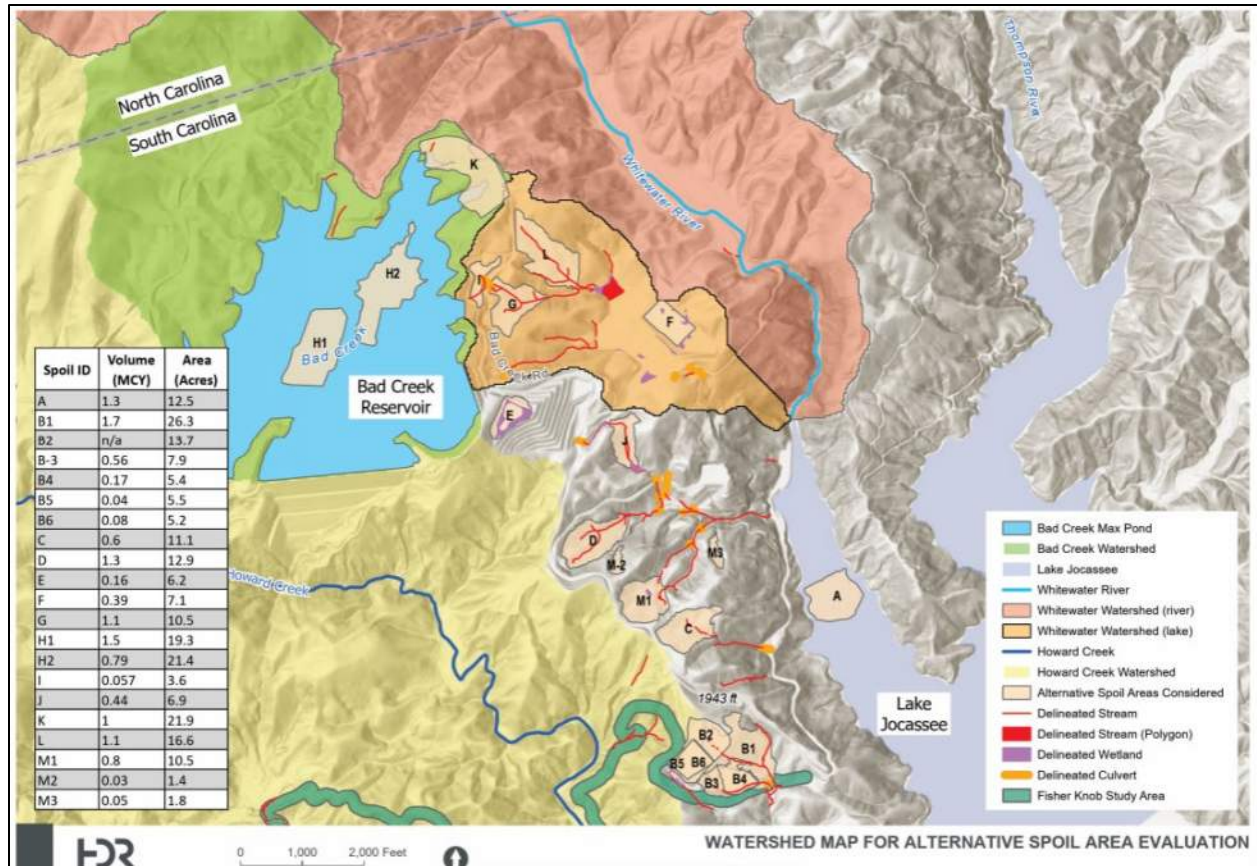 Thompson River
North Carolina
South Carolina
Whitewater River
K
H2
L
I
G
F
H1
Bad Creek
Bad Creek Rd
Bad Creek
Reservoir
E
J
D
M-2
M3
M1
A
C
Howard Creek
1943 ft
Lake
Jocassee
B2
B1
B5
B6
B3
B4
Spoil ID Volume (MCY) Area (Acres)
A 1.3 12.5
B1 1.7 26.3
B2 n/a 13.7
B-3 0.56 7.9
B4 0.17 5.4
B5 0.04 5.5
B6 0.08 5.2
C 0.6 11.1
D 1.3 12.9
E 0.16 6.2
F 0.39 7.1
G 1.1 10.5
H1 1.5 19.3
H2 0.79 21.4
I 0.057 3.6
J 0.44 6.9
K 1 21.9
L 1.1 16.6
M1 0.8 10.5
M2 0.03 1.4
M3 0.05 1.8
Bad Creek Max Pond
Bad Creek Watershed
Lake Jocassee
Whitewater River
Whitewater Watershed (river)
Whitewater Watershed (lake)
Howard Creek
Howard Creek Watershed
Alternative Spoil Areas Considered
Delineated Stream
Delineated Stream (Polygon)
Delineated Wetland
Delineated Culvert
Fisher Knob Study Area
HDR
0 1,000 2,000 Feet
WATERSHED MAP FOR ALTERNATIVE SPOIL AREA EVALUATION